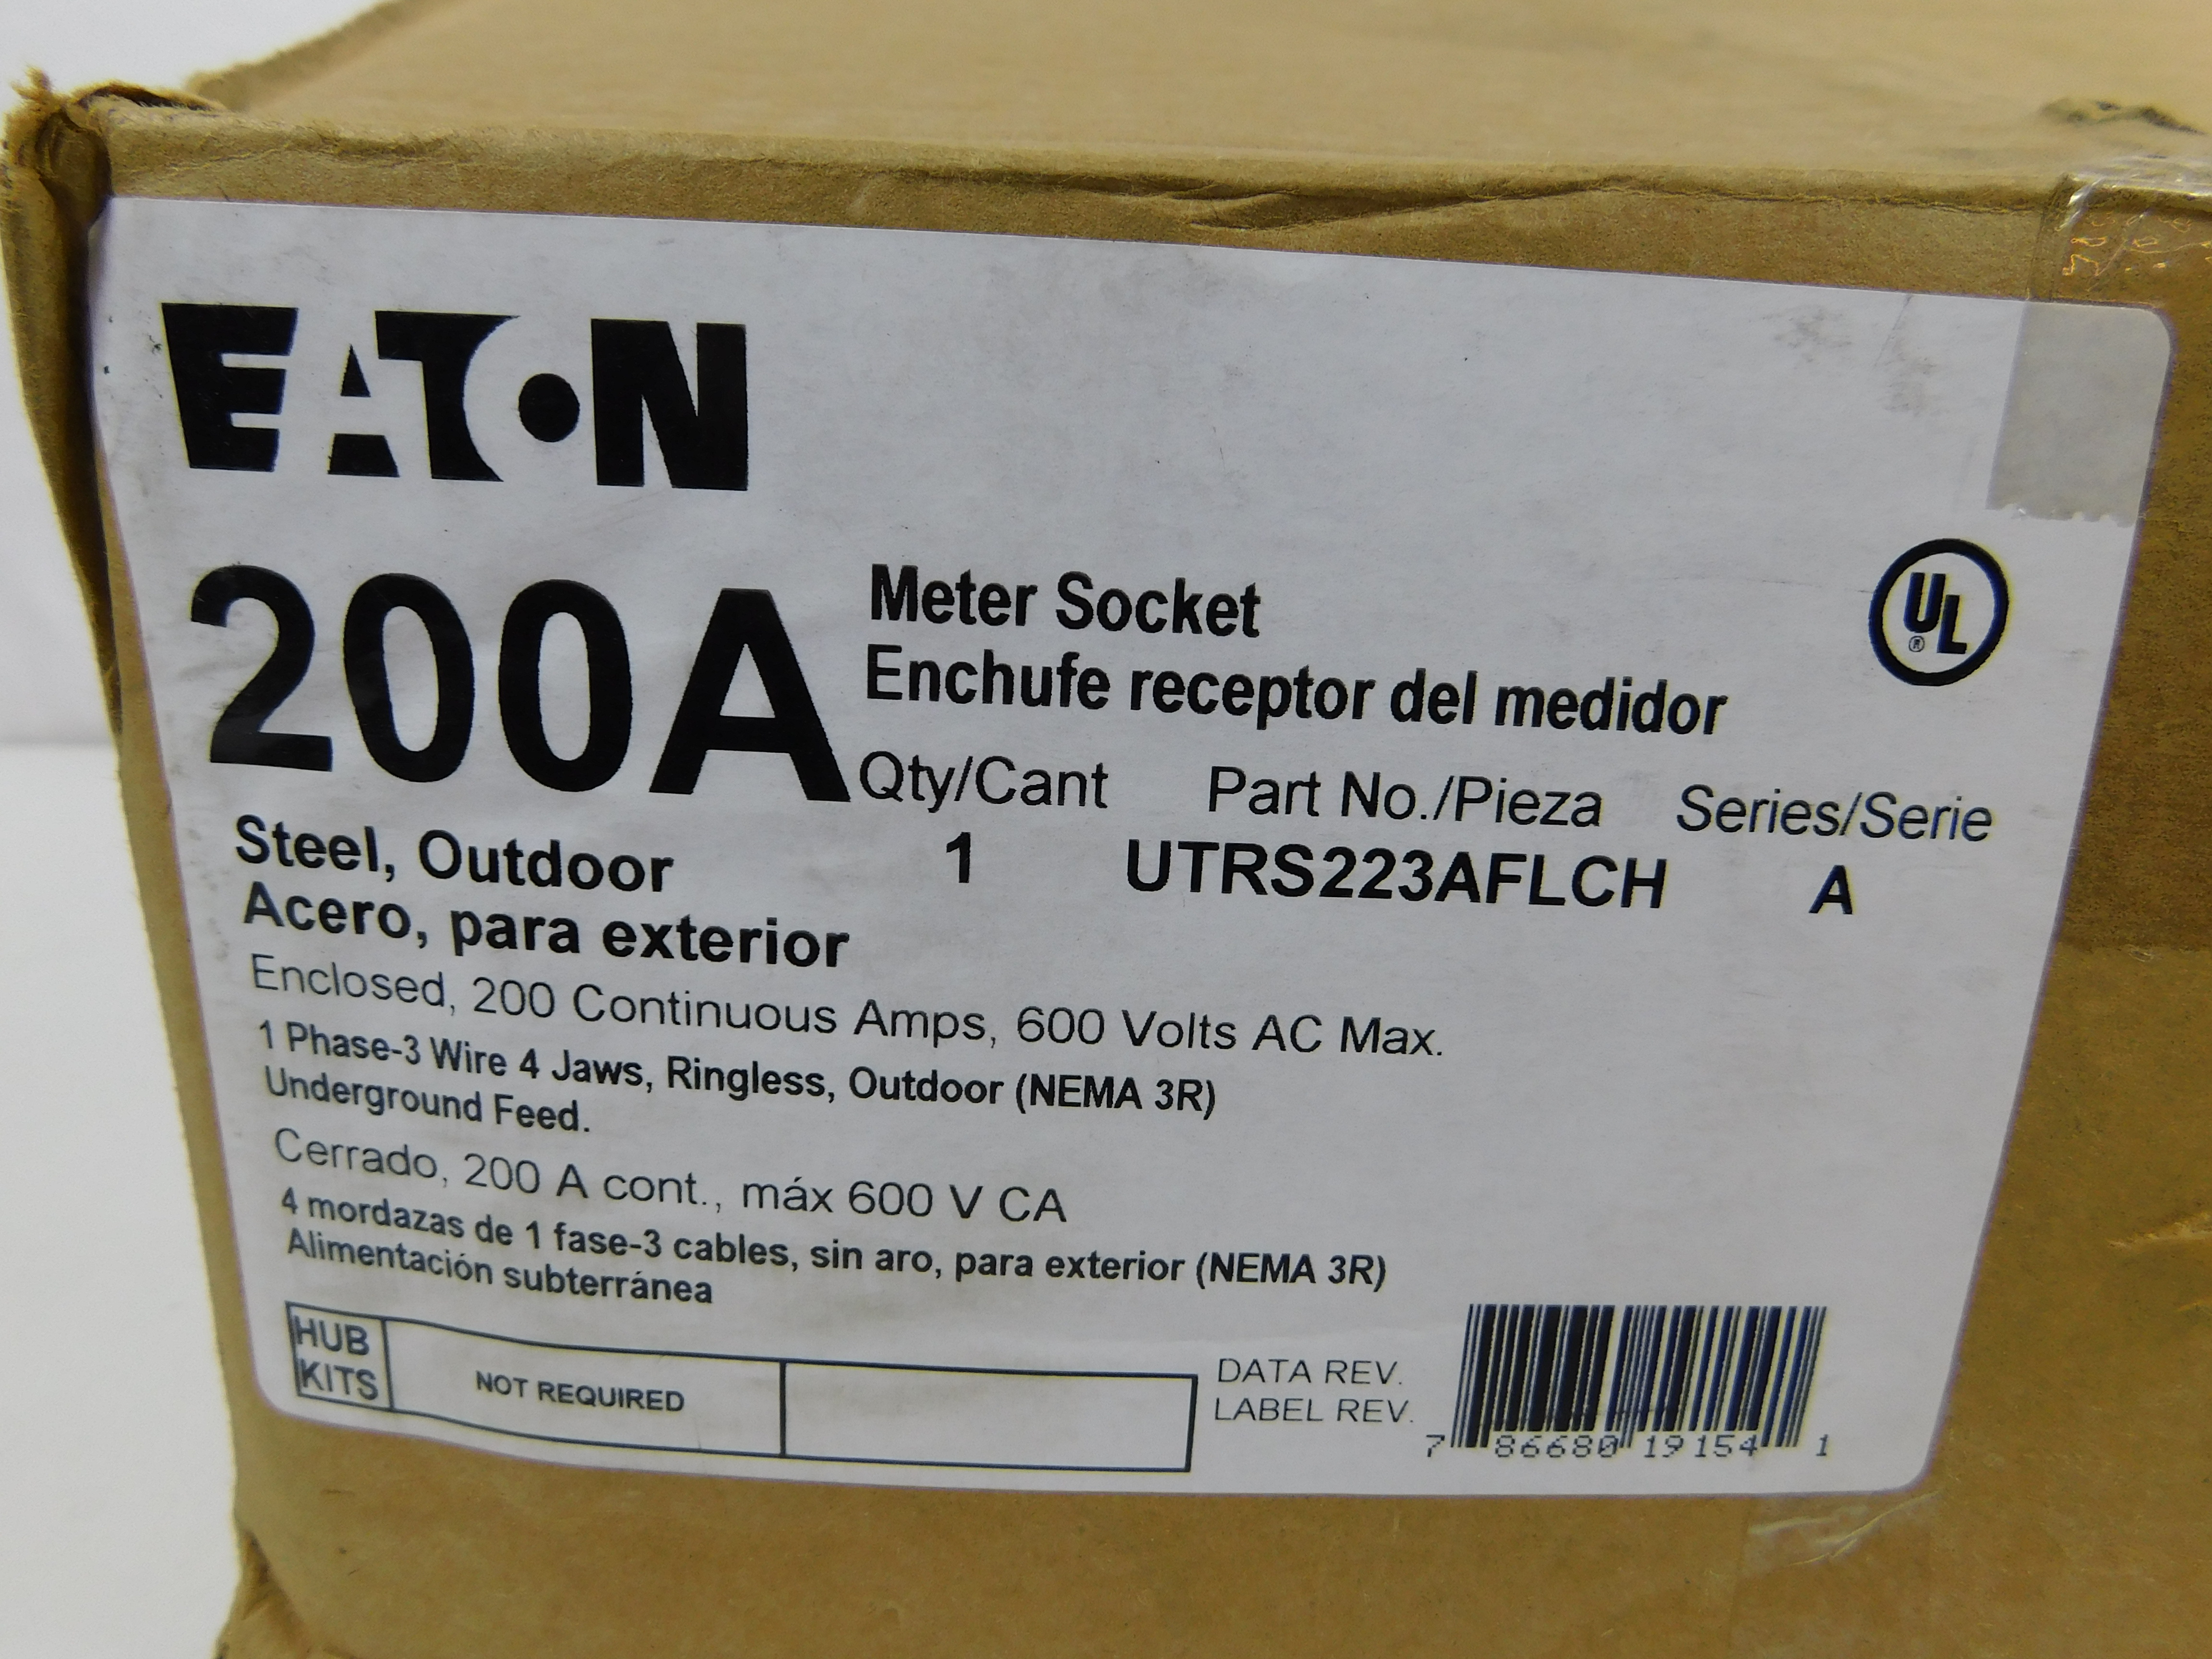 EATON
200A
Meter Socket
Enchufe receptor del medidor
UL
®
Qty/Cant Part No./Pieza Series/Serie
1 UTRS223AFLCH A
Steel, Outdoor
Acero, para exterior
Enclosed, 200 Continuous Amps, 600 Volts AC Max.
1 Phase-3 Wire 4 Jaws, Ringless, Outdoor (NEMA 3R)
Underground Feed.
Cerrado, 200 A cont., máx 600 V CA
4 mordazas de 1 fase-3 cables, sin aro, para exterior (NEMA 3R)
Alimentación subterránea
HUB
KITS
NOT REQUIRED
DATA REV.
LABEL REV.
7 86680 19154 1